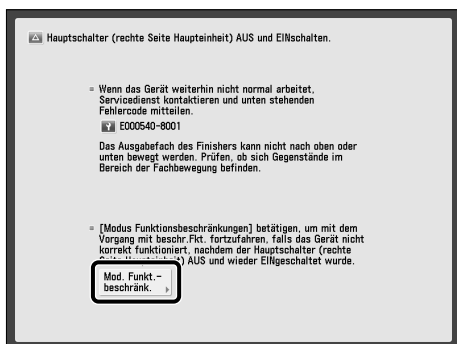 Hauptschalter (rechte Seite Haupteinheit) AUS und EINschalten.
Wenn das Gerät weiterhin nicht normal arbeitet,
Servicedienst kontaktieren und unten stehenden
Fehlercode mitteilen.
E000540-8001
Das Ausgabefach des Finishers kann nicht nach oben oder
unten bewegt werden. Prüfen, ob sich Gegenstände im
Bereich der Fachbewegung befinden.
[Modus Funktionsbeschränkungen] betätigen, um mit dem
Vorgang mit beschr.Fkt. fortzufahren, falls das Gerät nicht
korrekt funktioniert, nachdem der Hauptschalter (rechte
Seite Haupteinheit) AUS und wieder EINgeschaltet wurde.
Mod. Funkt.-
beschränk.